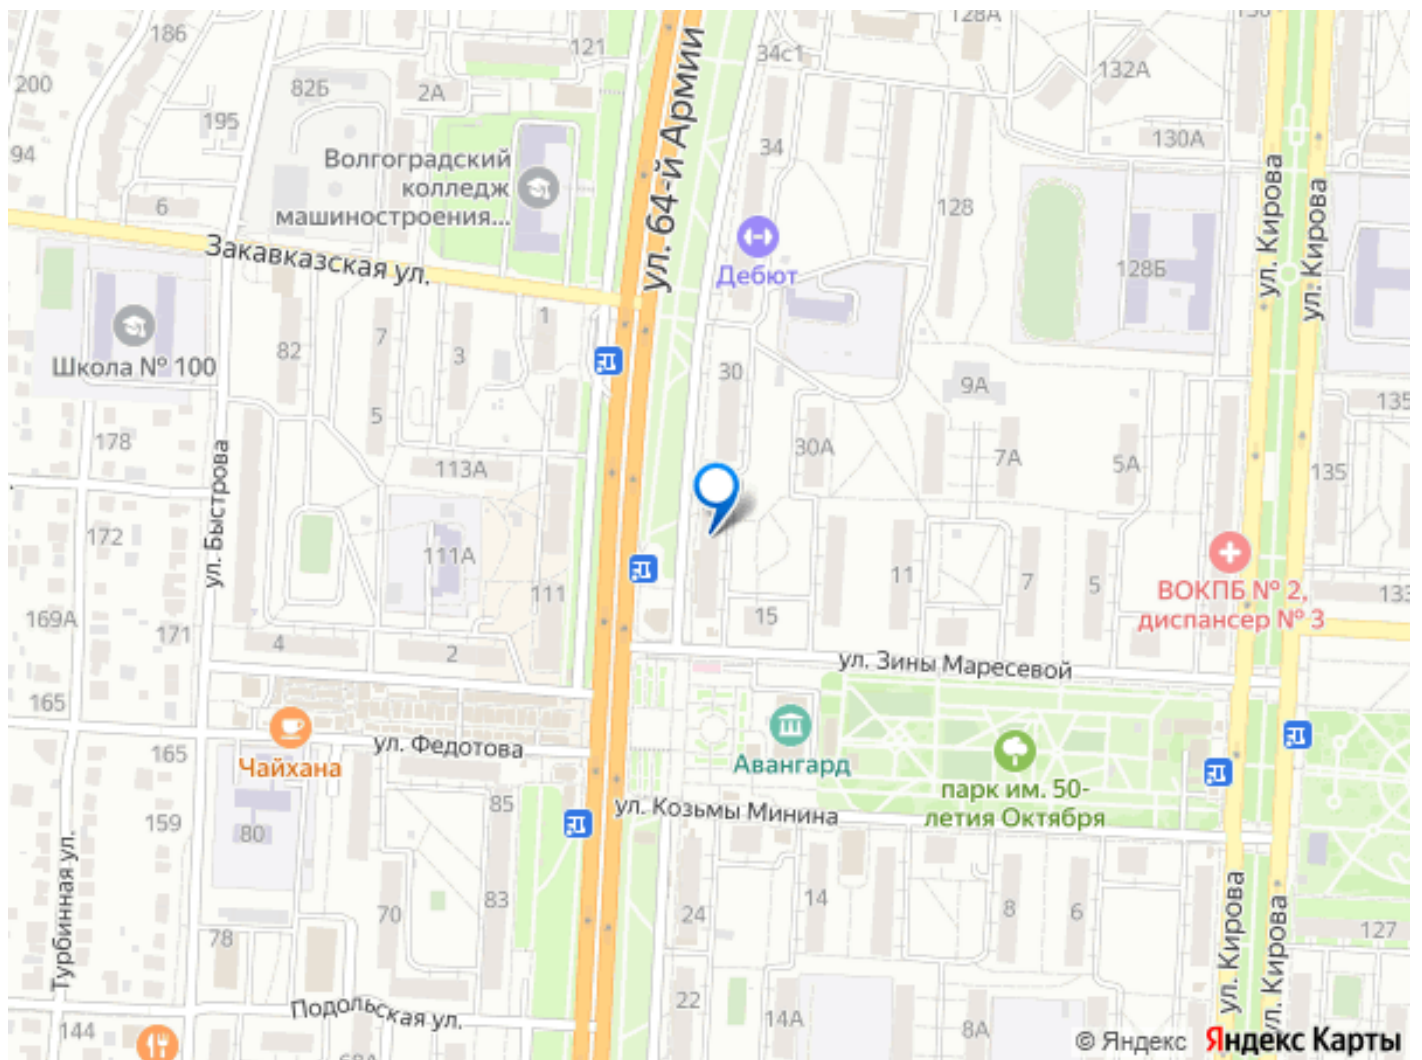 186
121
34с1
128А
132А
200
82Б
2А
195
130А
94
34
Волгоградский
колледж
машиностроения...
ул. 64-й Армии
ул. Кирова
ул. Кирова
6
128
Закавказская ул.
Дебют
128Б
1
7
82
3
Школа № 100
30
9А
135
5
178
113А
30А
7А
5А
135
ул. Быстрова
172
111А
11
7
5
111
ВОКПБ № 2,
диспансер № 3
133
169А
171
15
4
2
ул. Зины Маресевой
165
ул. Федотова
165
Чайхана
Авангард
парк им. 50-
летия Октября
85
ул. Козьмы Минина
159
80
Турбинная ул.
70
83
24
14
8
6
ул. Кирова
ул. Кирова
127
78
Подольская ул.
22
14А
8А
144
© Яндекс Яндекс Карты